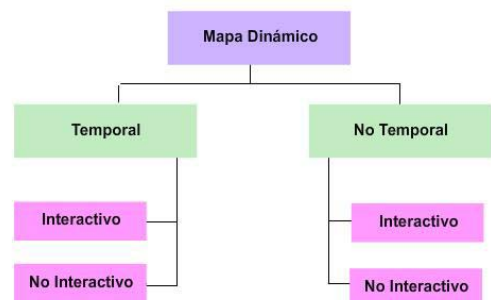 Mapa Dinámico
Temporal
No Temporal
Interactivo
Interactivo
No Interactivo
No Interactivo